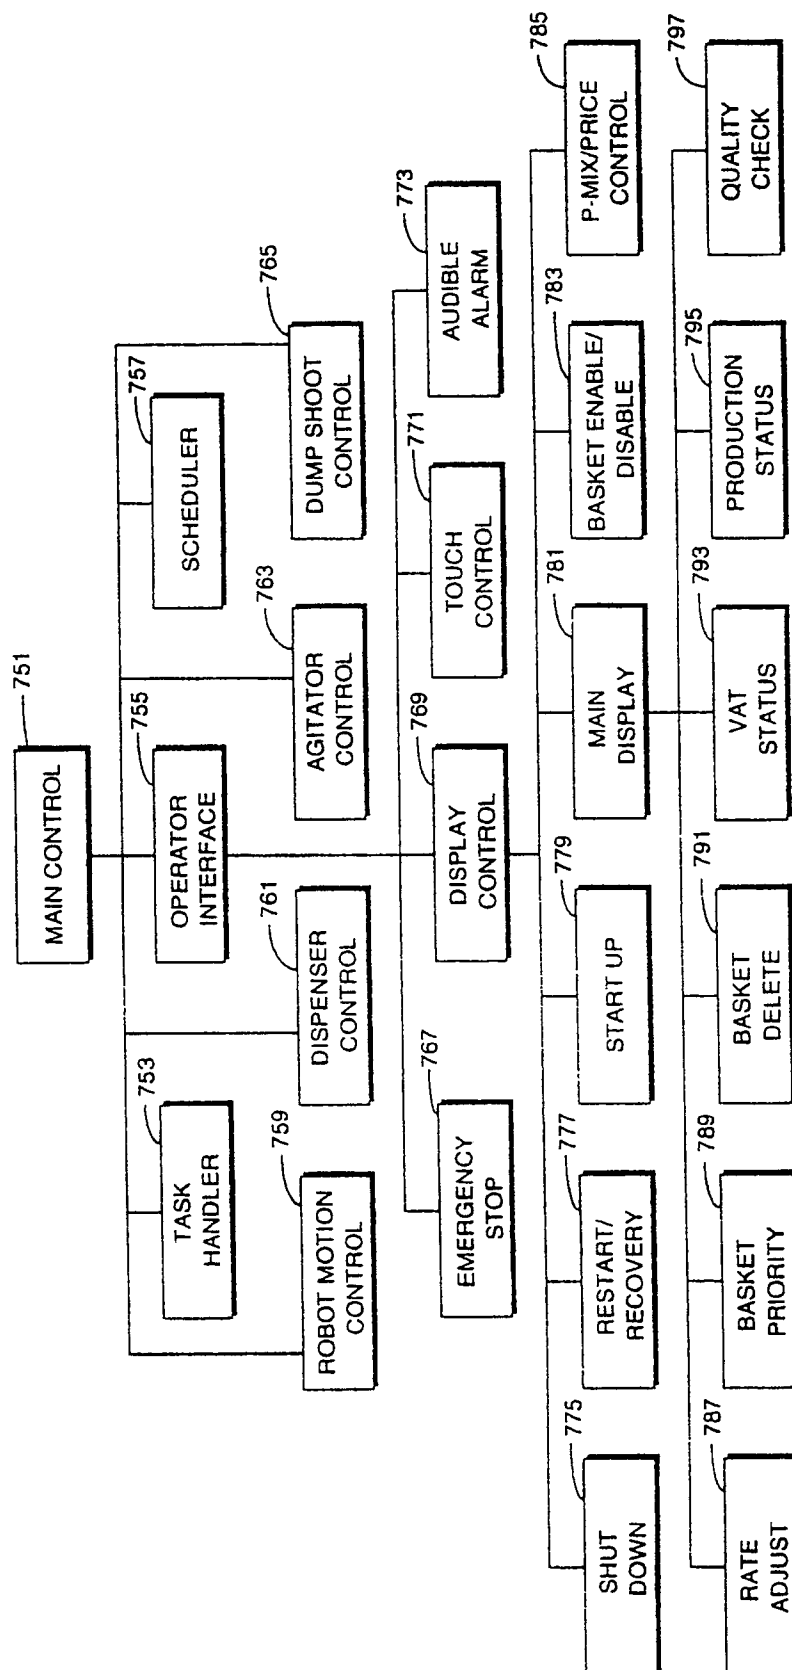 MAIN CONTROL
751
TASK
HANDLER
753
OPERATOR
INTERFACE
755
SCHEDULER
757
ROBOT MOTION
CONTROL
759
DISPENSER
CONTROL
761
AGITATOR
CONTROL
763
DUMP SHOOT
CONTROL
765
EMERGENCY
STOP
767
DISPLAY
CONTROL
769
TOUCH
CONTROL
771
AUDIBLE
ALARM
773
SHUT
DOWN
775
RESTART/
RECOVERY
777
START UP
779
MAIN
DISPLAY
781
BASKET ENABLE/
DISABLE
783
P-MIX/PRICE
CONTROL
785
RATE
ADJUST
787
BASKET
PRIORITY
789
BASKET
DELETE
791
VAT
STATUS
793
PRODUCTION
STATUS
795
QUALITY
CHECK
797